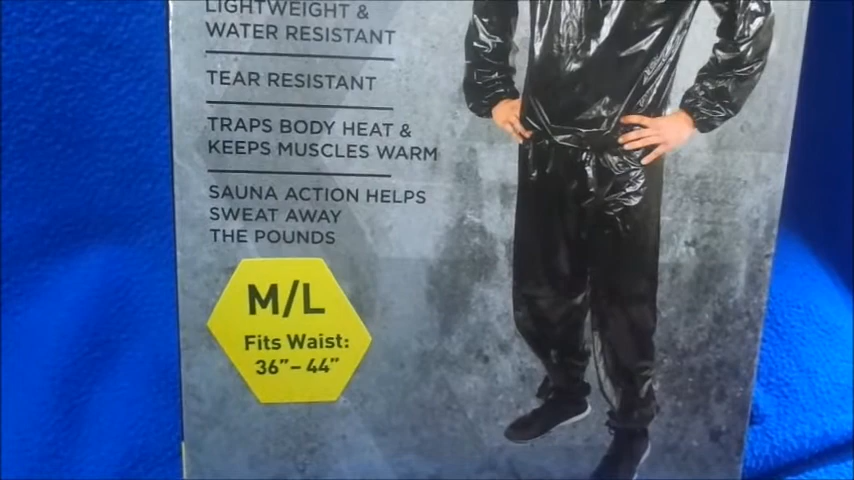 LIGHTWEIGHT &
WATER RESISTANT
TEAR RESISTANT
TRAPS BODY HEAT &
KEEPS MUSCLES WARM
SAUNA ACTION HELPS
SWEAT AWAY
THE POUNDS
M/L
Fits Waist:
36"–44"